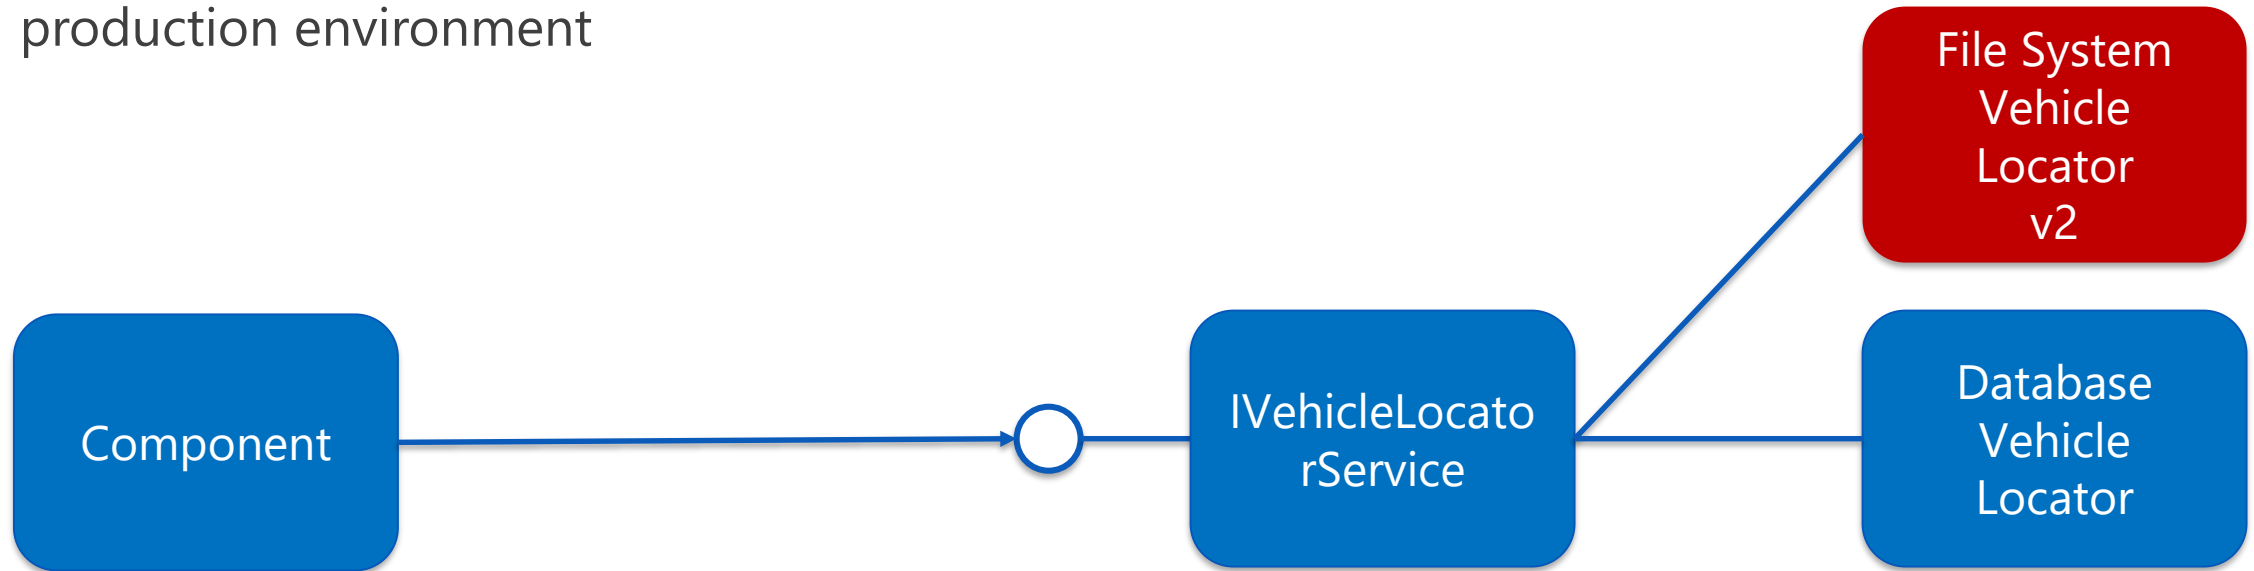 production environment
File System
Vehicle
Locator
v2
Component
IVehicleLocato
rService
Database
Vehicle
Locator